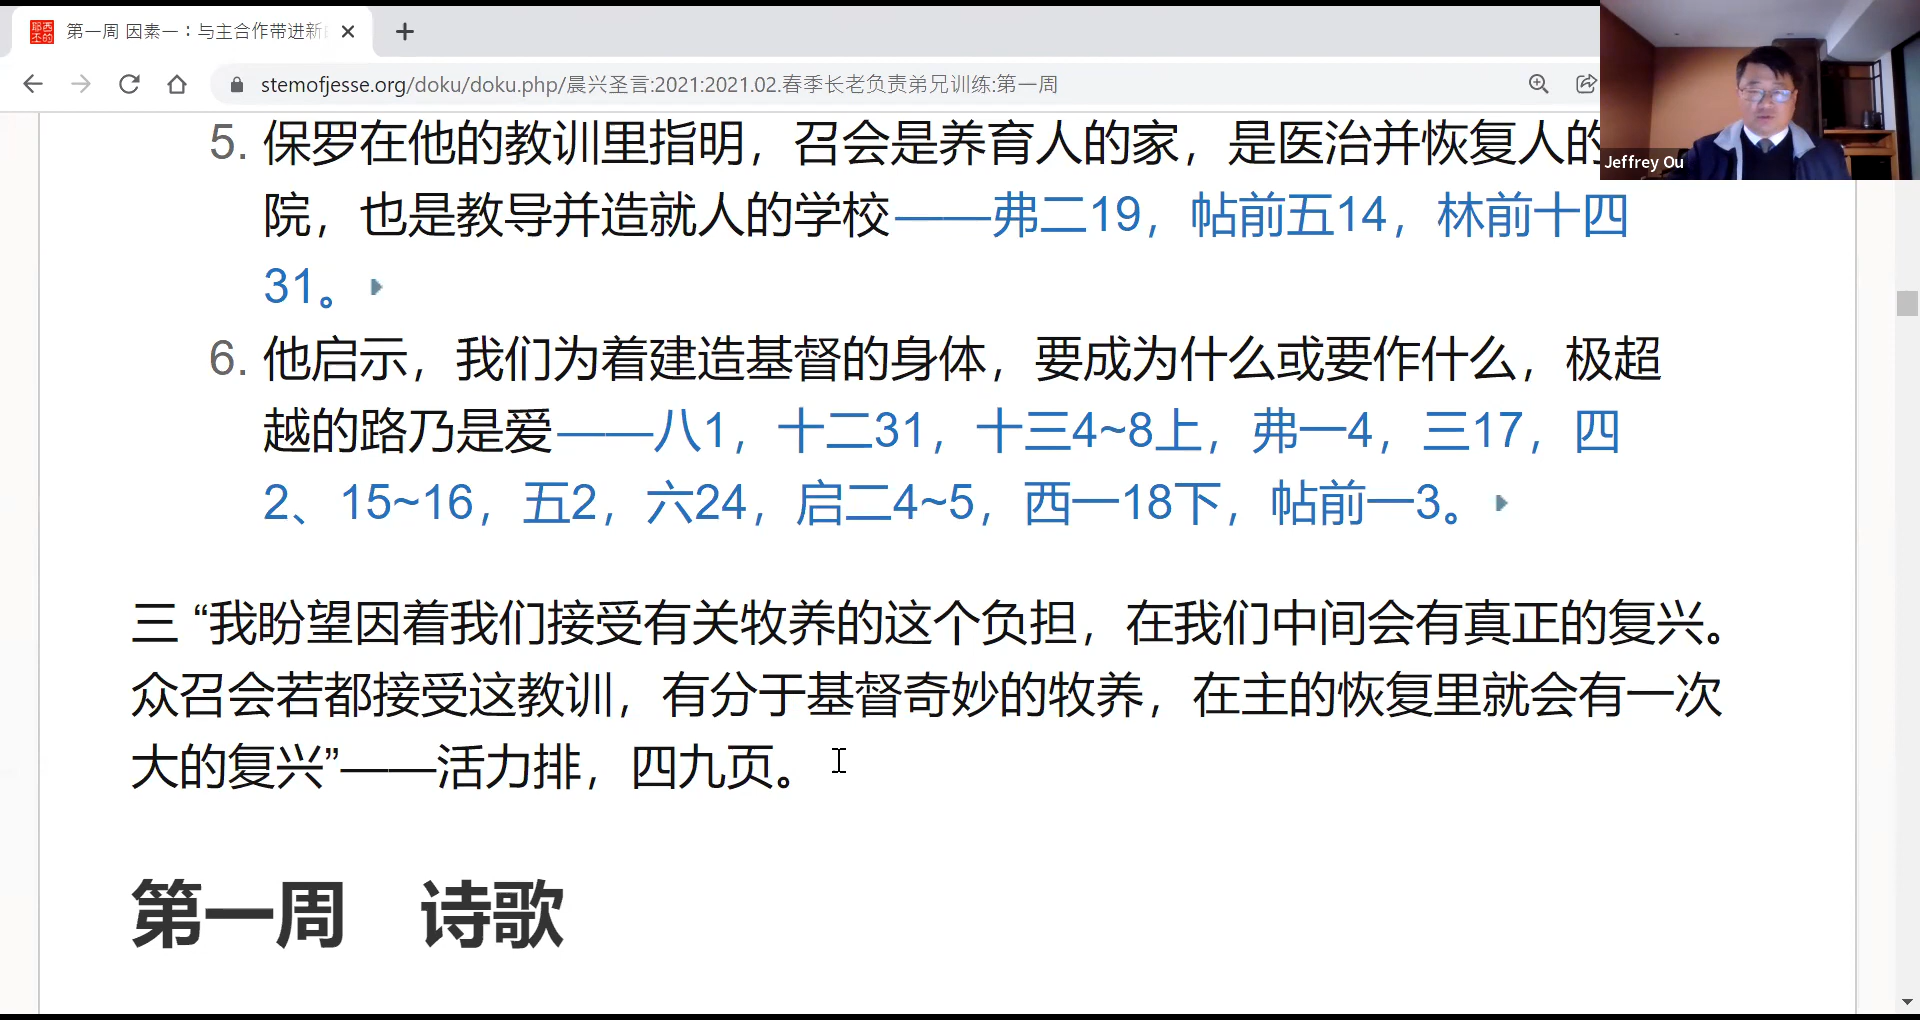 第一周 因素一：与主合作带进新
stemofjesse.org/doku/doku.php/晨兴圣言:2021:2021.02.春季长老负责弟兄训练:第一周
Jeffrey Ou
5. 保罗在他的教训里指明，召会是养育人的家，是医治并恢复人的
院，也是教导并造就人的学校——弗二19，帖前五14，林前十四
31。
6. 他启示，我们为着建造基督的身体，要成为什么或要作什么，极超
越的路乃是爱——八1，十二31，十三4~8上，弗一4，三17，四
2、15~16，五2，六24，启二4~5，西一18下，帖前一3。
三 “我盼望因着我们接受有关牧养的这个负担，在我们中间会有真正的复兴。
众召会若都接受这教训，有分于基督奇妙的牧养，在主的恢复里就会有一次
大的复兴”——活力排，四九页。
第一周 诗歌